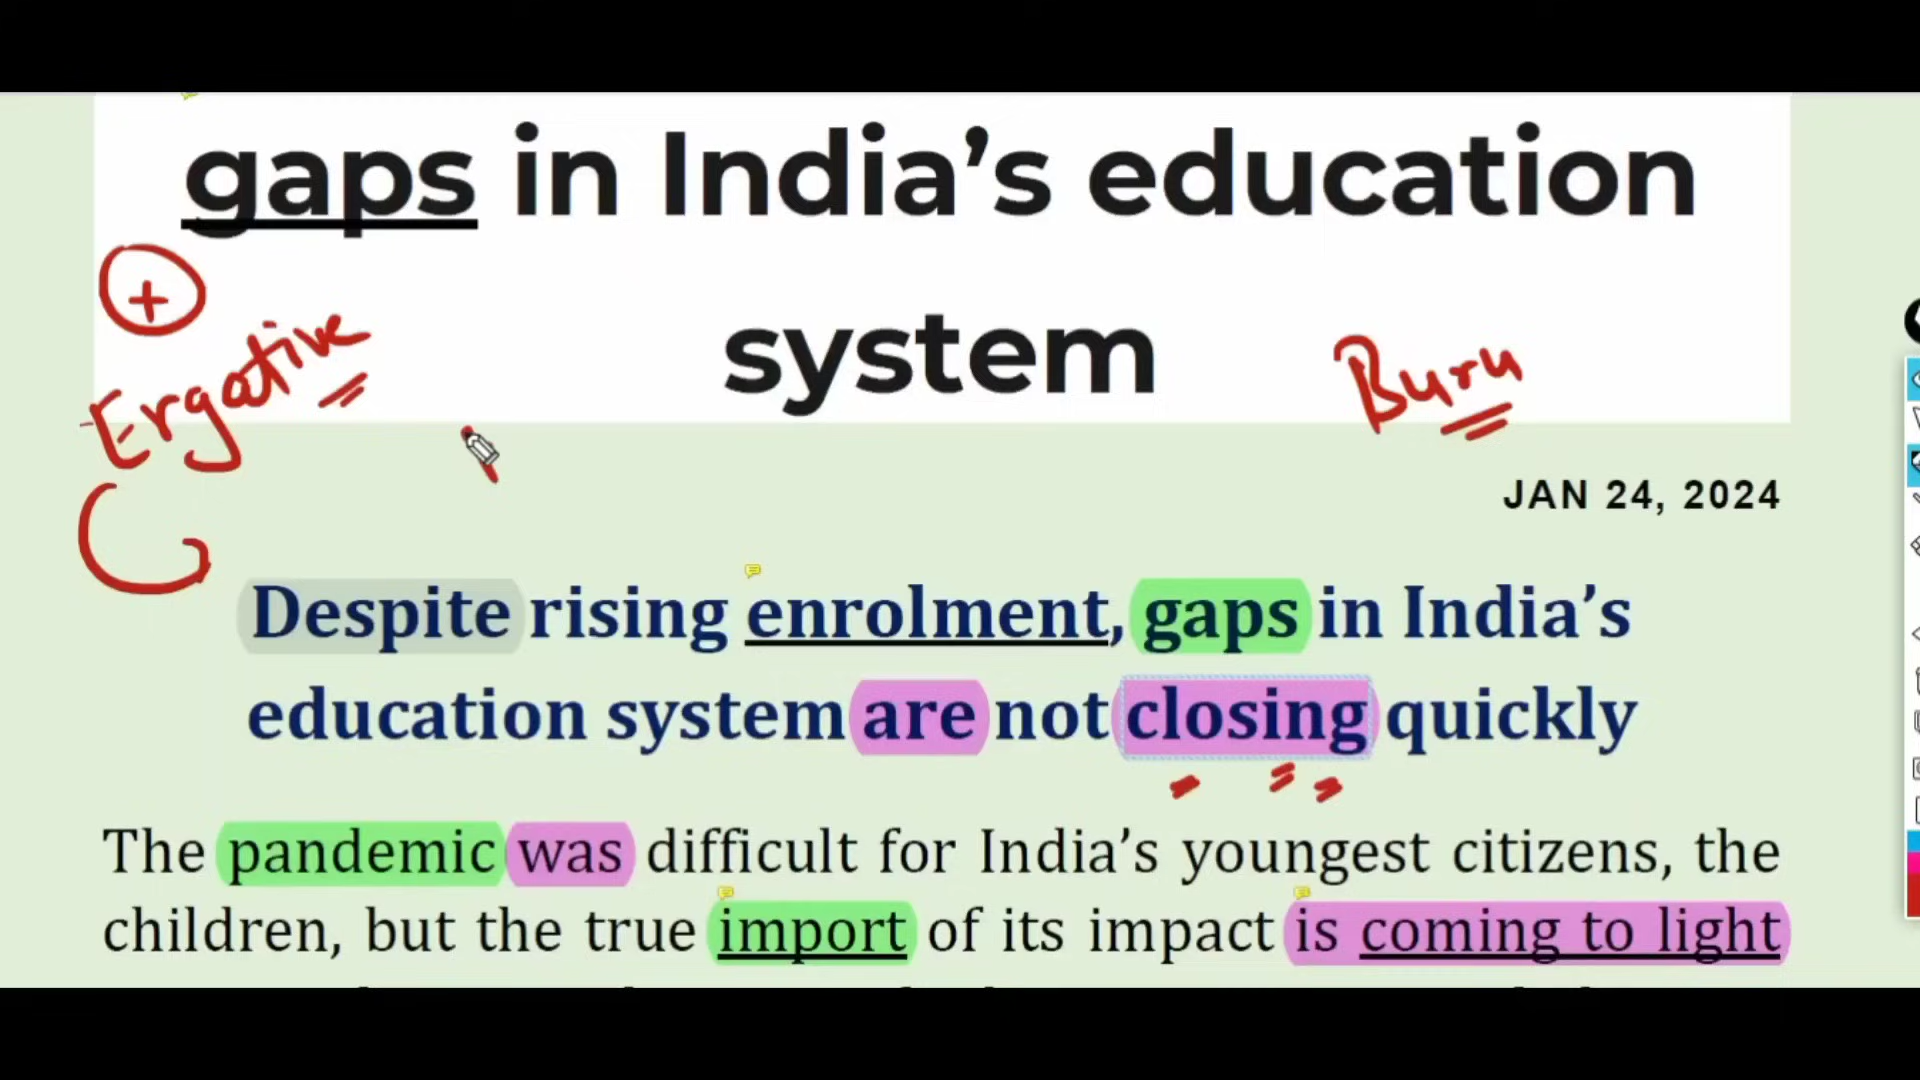 gaps in India's education
system
+
Ergative
Buru
JAN 24, 2024
Despite rising enrolment, gaps in India's
education system are not closing quickly
The pandemic was difficult for India's youngest citizens, the
children, but the true import of its impact is coming to light